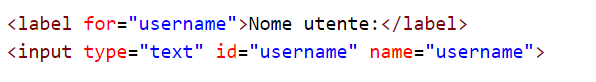 <label for="username">Nome utente:</label>
<input type="text" id="username" name="username">